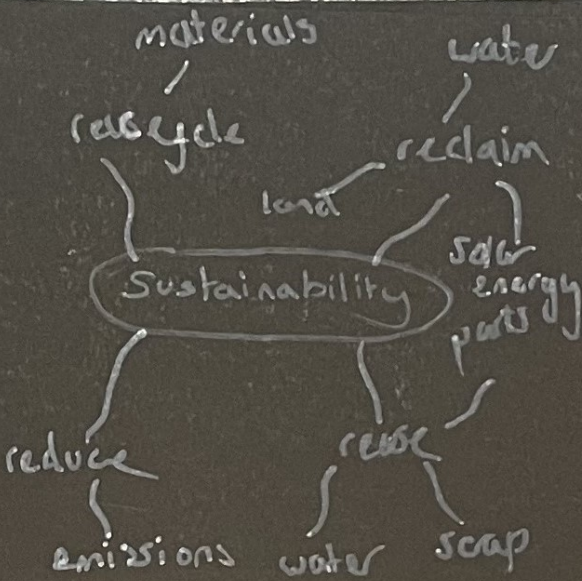 materials
water
recycle
reclaim
land
solar
energy
Sustainability
parts
reduce
reuse
emissions
water
scrap